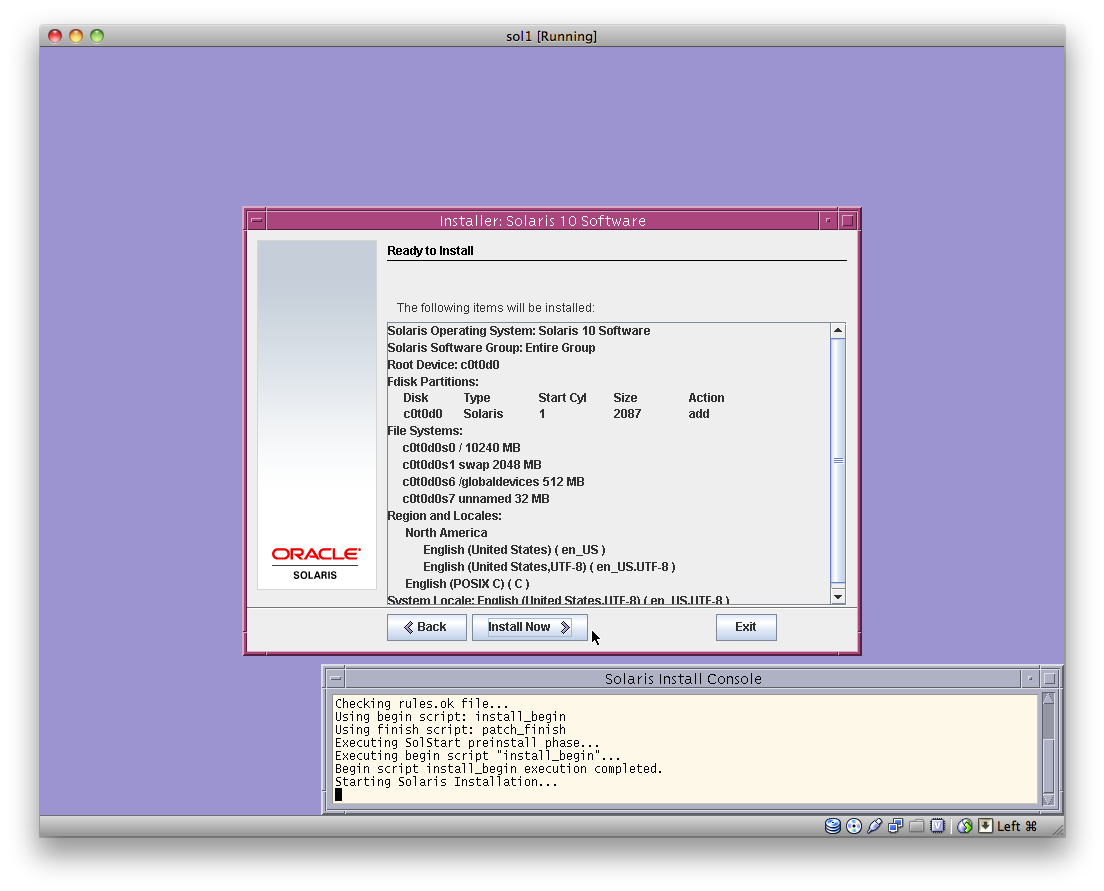 sol1 [Running]
Installer: Solaris 10 Software
Ready to Install
The following items will be installed:
Solaris Operating System: Solaris 10 Software
Solaris Software Group: Entire Group
Root Device: c0t0d0
Fdisk Partitions:
Disk Type Start Cyl Size Action
c0t0d0 Solaris 1 2087 add
File Systems:
c0t0d0s0 / 10240 MB
c0t0d0s1 swap 2048 MB
c0t0d0s6 /globaldevices 512 MB
c0t0d0s7 unnamed 32 MB
Region and Locales:
North America
English (United States) ( en_US )
English (United States,UTF-8) ( en_US.UTF-8 )
English (POSIX C) ( C )
System Locale: English (United States,UTF-8) ( en_US.UTF-8 )
ORACLE
SOLARIS
Back Install Now Exit
Solaris Install Console
Checking rules.ok file...
Using begin script: install_begin
Using finish script: patch_finish
Executing SolStart preinstall phase...
Executing begin script "install_begin"...
Begin script install_begin execution completed.
Starting Solaris Installation...
Left ⌘